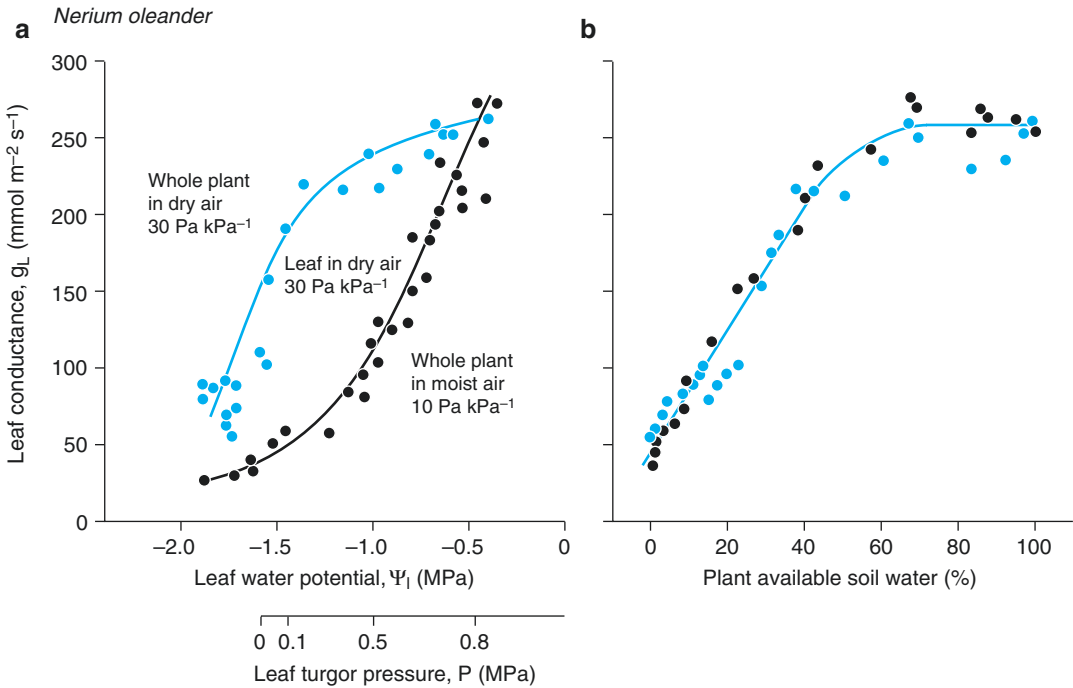 Nerium oleander
a
b
300
250
200
150
100
50
0
Leaf conductance, gL (mmol m–2 s–1)
Whole plant
in dry air
30 Pa kPa–1
Leaf in dry air
30 Pa kPa–1
Whole plant
in moist air
10 Pa kPa–1
–2.0 –1.5 –1.0 –0.5 0
Leaf water potential, Ψl (MPa)
0 0.1 0.5 0.8
Leaf turgor pressure, P (MPa)
0 20 40 60 80 100
Plant available soil water (%)